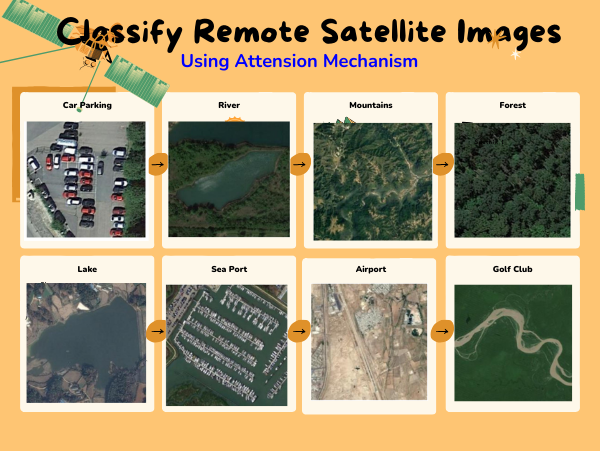 Classify Remote Satellite Images
Using Attension Mechanism
Car Parking
River
Mountains
Forest
Lake
Sea Port
Airport
Golf Club